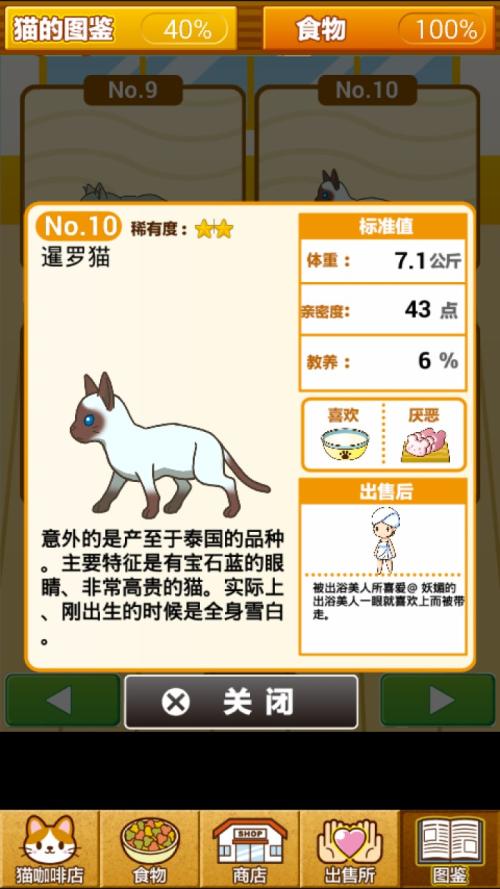 猫的图鉴 40% 食物 100%
No.9 No.10
No.10 稀有度：
暹罗猫
标准值
体重： 7.1公斤
亲密度： 43 点
教养： 6 %
喜欢 厌恶
出售后
被出浴美人所喜爱@ 妖媚的
出浴美人一眼就喜欢上而被带
走。
意外的是产至于泰国的品种
。主要特征是有宝石蓝的眼
睛、非常高贵的猫。实际上
、刚出生的时候是全身雪白
。
关 闭
SHOP
猫咖啡店 食物 商店 出售所 图鉴